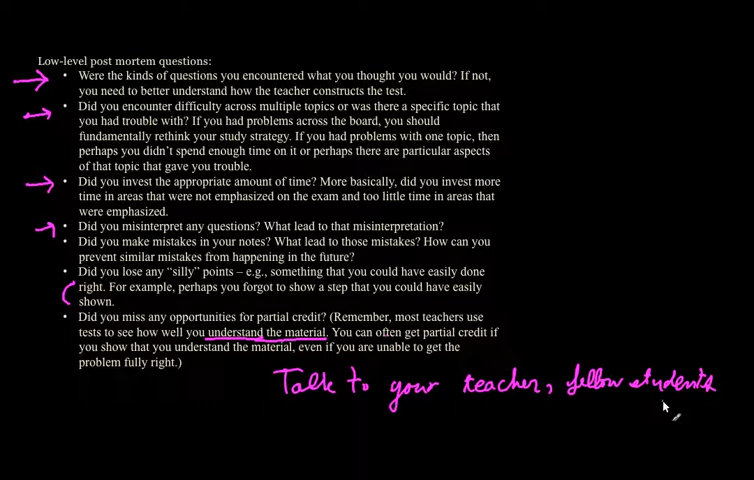 Low-level post mortem questions:
• Were the kinds of questions you encountered what you thought you would? If not,
you need to better understand how the teacher constructs the test.
• Did you encounter difficulty across multiple topics or was there a specific topic that
you had trouble with? If you had problems across the board, you should
fundamentally rethink your study strategy. If you had problems with one topic, then
perhaps you didn't spend enough time on it or perhaps there are particular aspects
of that topic that gave you trouble.
• Did you invest the appropriate amount of time? More basically, did you invest more
time in areas that were not emphasized on the exam and too little time in areas that
were emphasized.
• Did you misinterpret any questions? What lead to that misinterpretation?
• Did you make mistakes in your notes? What lead to those mistakes? How can you
prevent similar mistakes from happening in the future?
• Did you lose any “silly” points – e.g., something that you could have easily done
right. For example, perhaps you forgot to show a step that you could have easily
shown.
• Did you miss any opportunities for partial credit? (Remember, most teachers use
tests to see how well you understand the material. You can often get partial credit if
you show that you understand the material, even if you are unable to get the
problem fully right.)
Talk to your teacher, fellow students